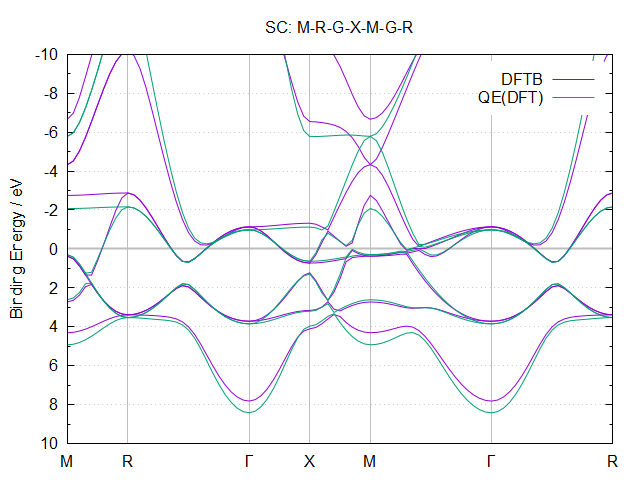 SC: M-R-G-X-M-G-R
DFTB
QE(DFT)
Binding Energy / eV
-10
-8
-6
-4
-2
0
2
4
6
8
10
M R Γ X M Γ R